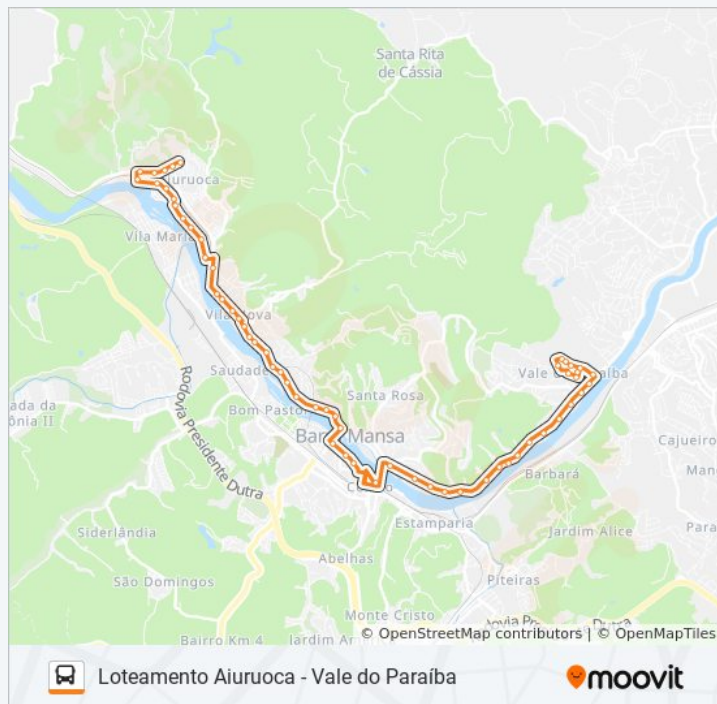 Santa Rita
de Cássia
Aiuruoca
Vila Maria
Vila Nova
Saudade
Rodovia Presidente Dutra
Bom Pastor
Santa Rosa
Vale do Paraíba
Barra Mansa
Cajueiro
Barbará
Centro
Estamparia
Jardim Alice
Siderlândia
Abelhas
São Domingos
Piteiras
Monte Cristo
Bairro Km 4
© OpenStreetMap contributors | © OpenMapTiles
Loteamento Aiuruoca - Vale do Paraíba
moovit